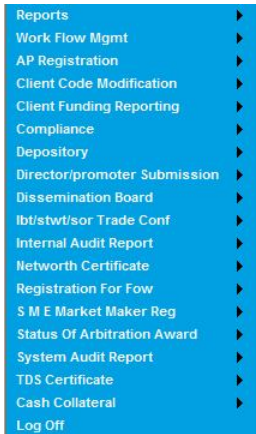 Reports
Work Flow Mgmt
AP Registration
Client Code Modification
Client Funding Reporting
Compliance
Depository
Director/promoter Submission
Dissemination Board
Ibt/stwt/sor Trade Conf
Internal Audit Report
Networth Certificate
Registration For Fow
S M E Market Maker Reg
Status Of Arbitration Award
System Audit Report
TDS Certificate
Cash Collateral
Log Off